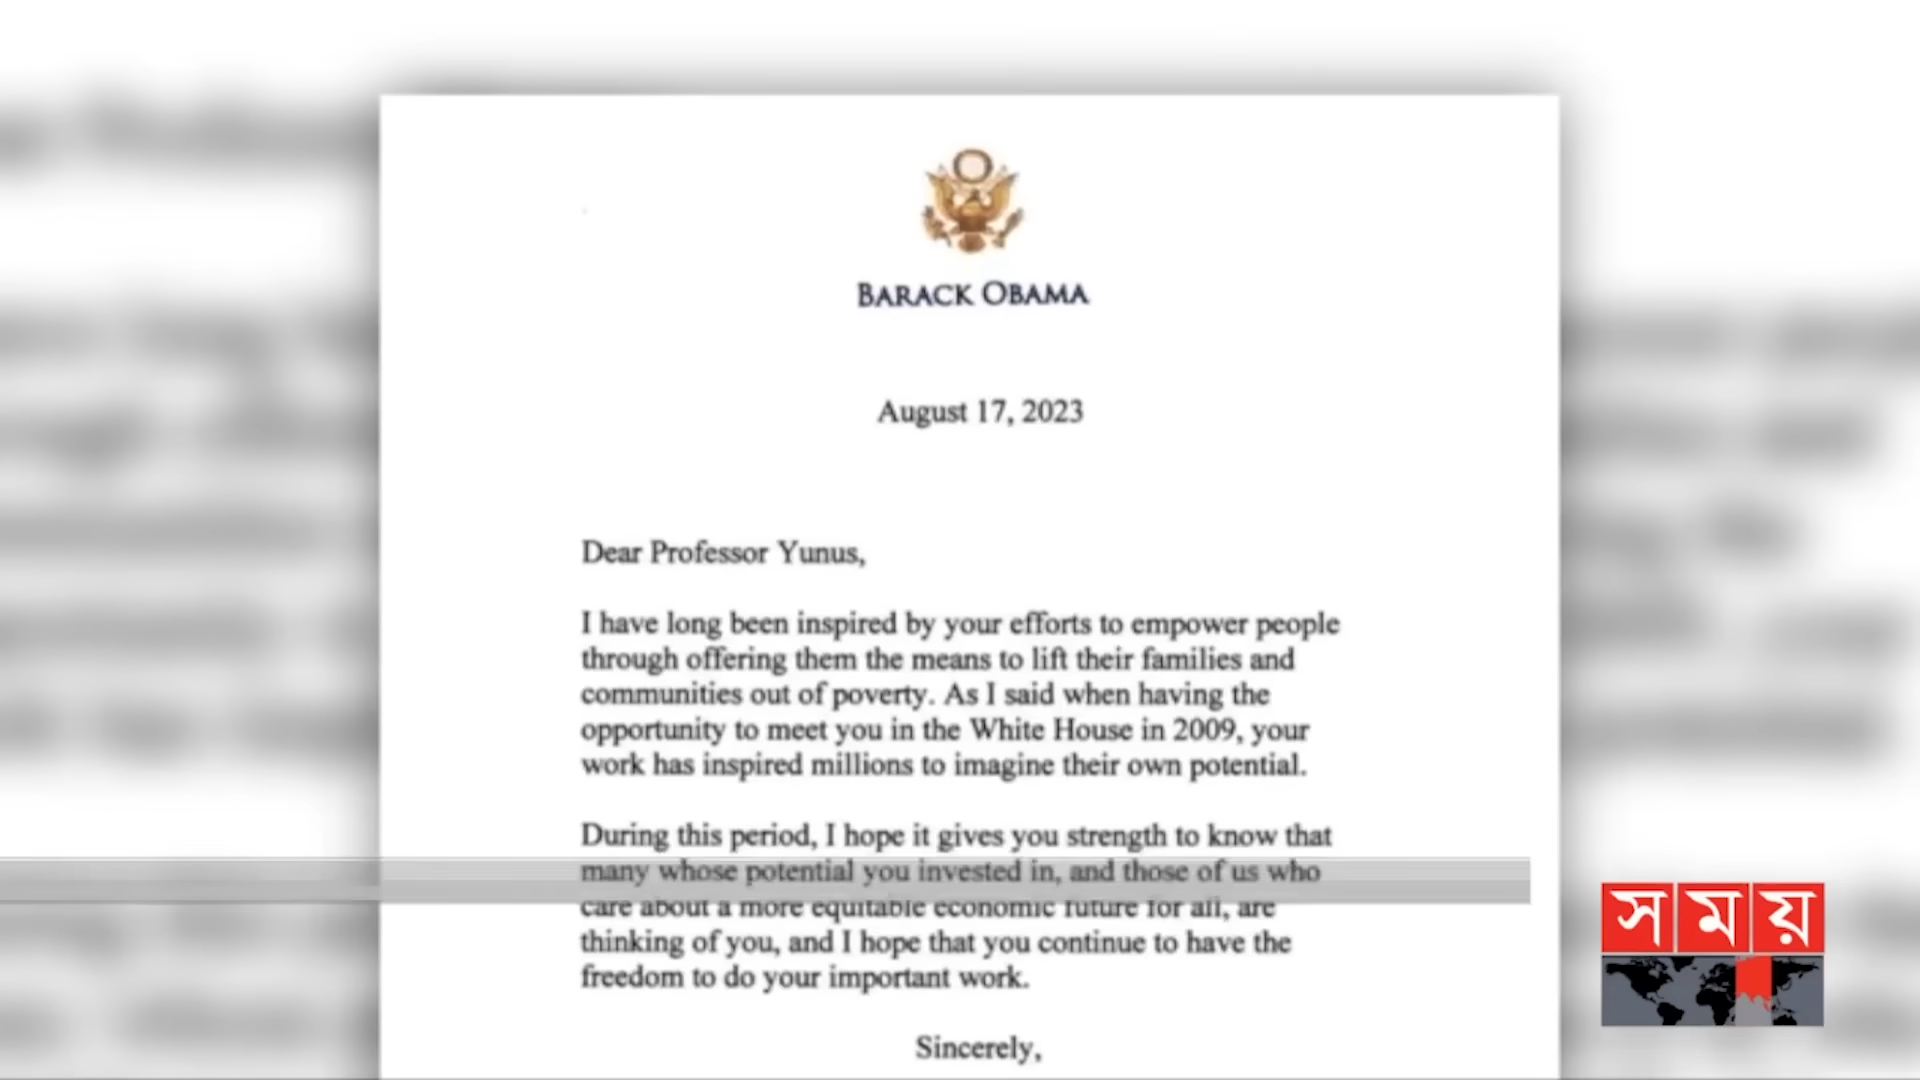 BARACK OBAMA
August 17, 2023
Dear Professor Yunus,
I have long been inspired by your efforts to empower people
through offering them the means to lift their families and
communities out of poverty. As I said when having the
opportunity to meet you in the White House in 2009, your
work has inspired millions to imagine their own potential.
During this period, I hope it gives you strength to know that
many whose potential you invested in, and those of us who
care about a more equitable economic future for all, are
thinking of you, and I hope that you continue to have the
freedom to do your important work.
Sincerely,
সময়